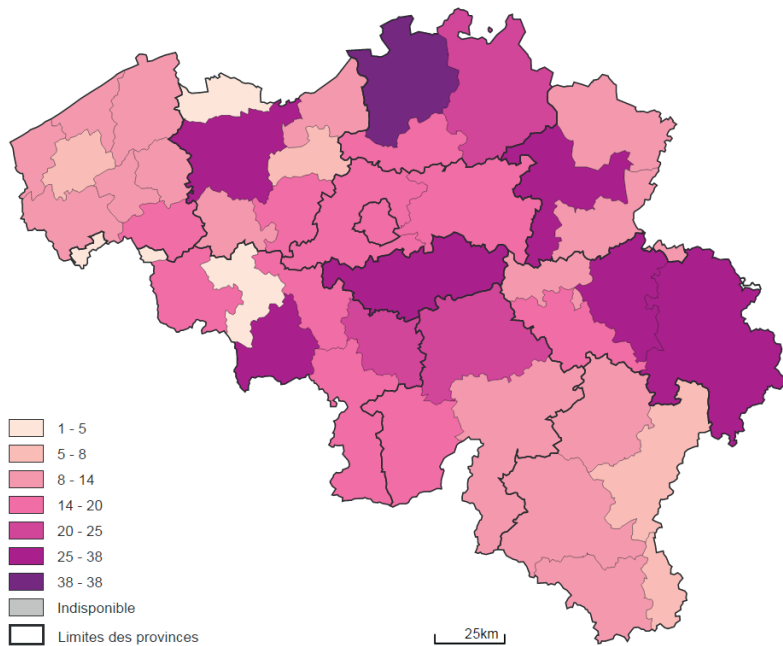 1 - 5
5 - 8
8 - 14
14 - 20
20 - 25
25 - 38
38 - 38
Indisponible
Limites des provinces
25km